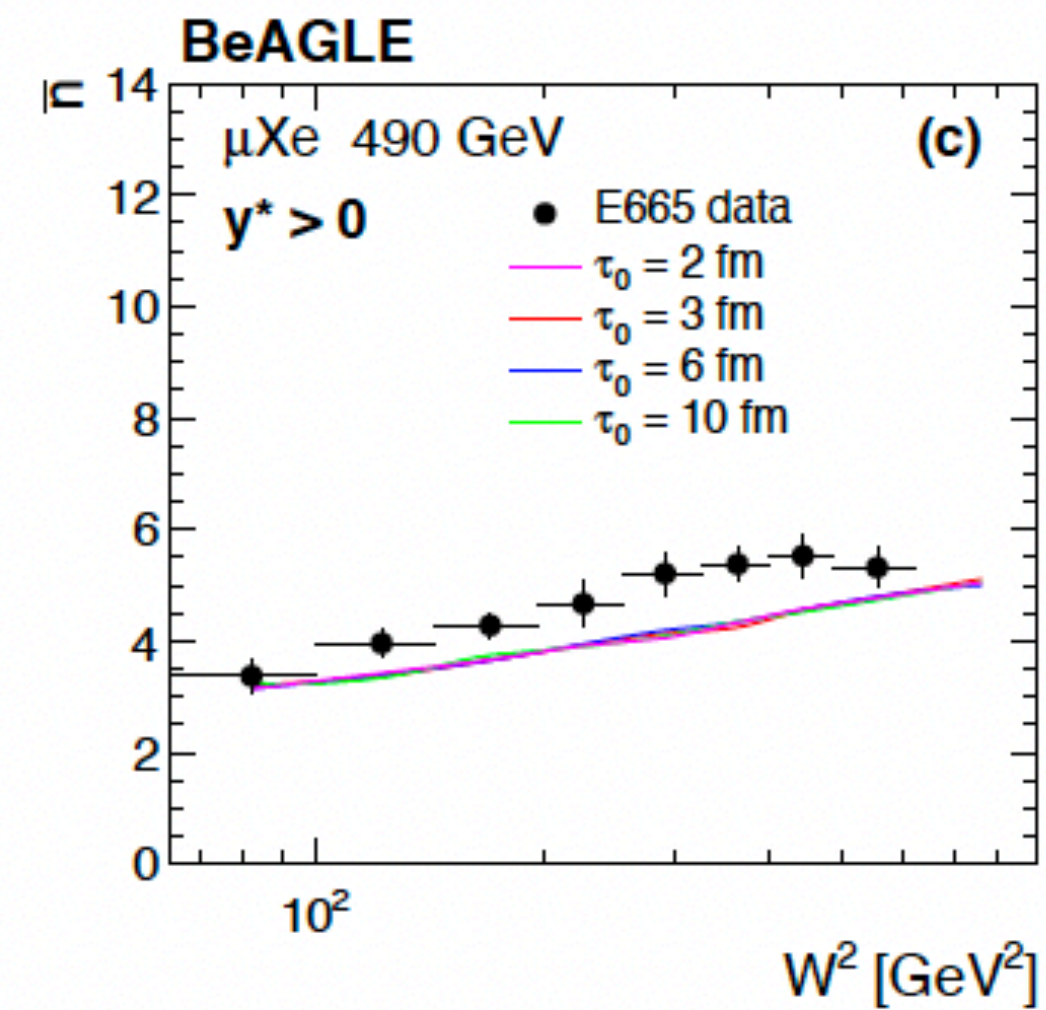 BeAGLE
n̅
14
12
10
8
6
4
2
0
μXe 490 GeV
(c)
y* > 0
E665 data
τ₀ = 2 fm
τ₀ = 3 fm
τ₀ = 6 fm
τ₀ = 10 fm
10²
W² [GeV²]